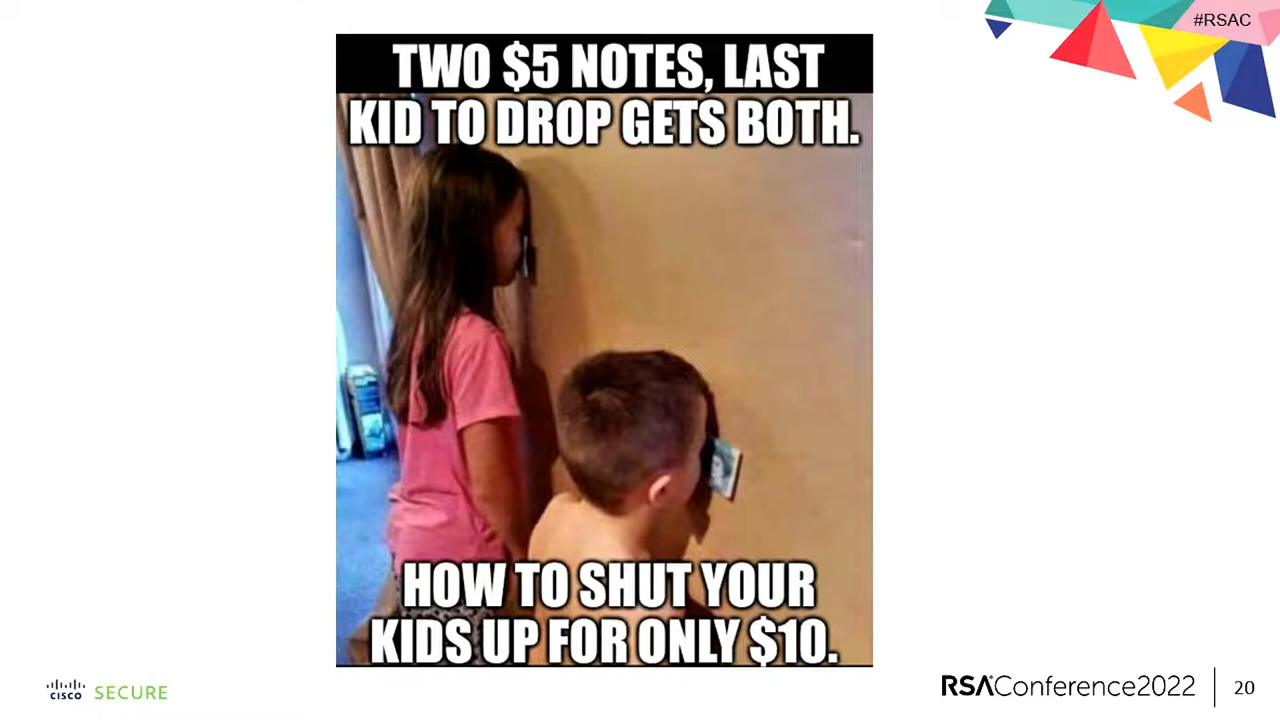 #RSAC
TWO $5 NOTES, LAST
KID TO DROP GETS BOTH.
HOW TO SHUT YOUR
KIDS UP FOR ONLY $10.
CISCO SECURE
RSAConference2022 20